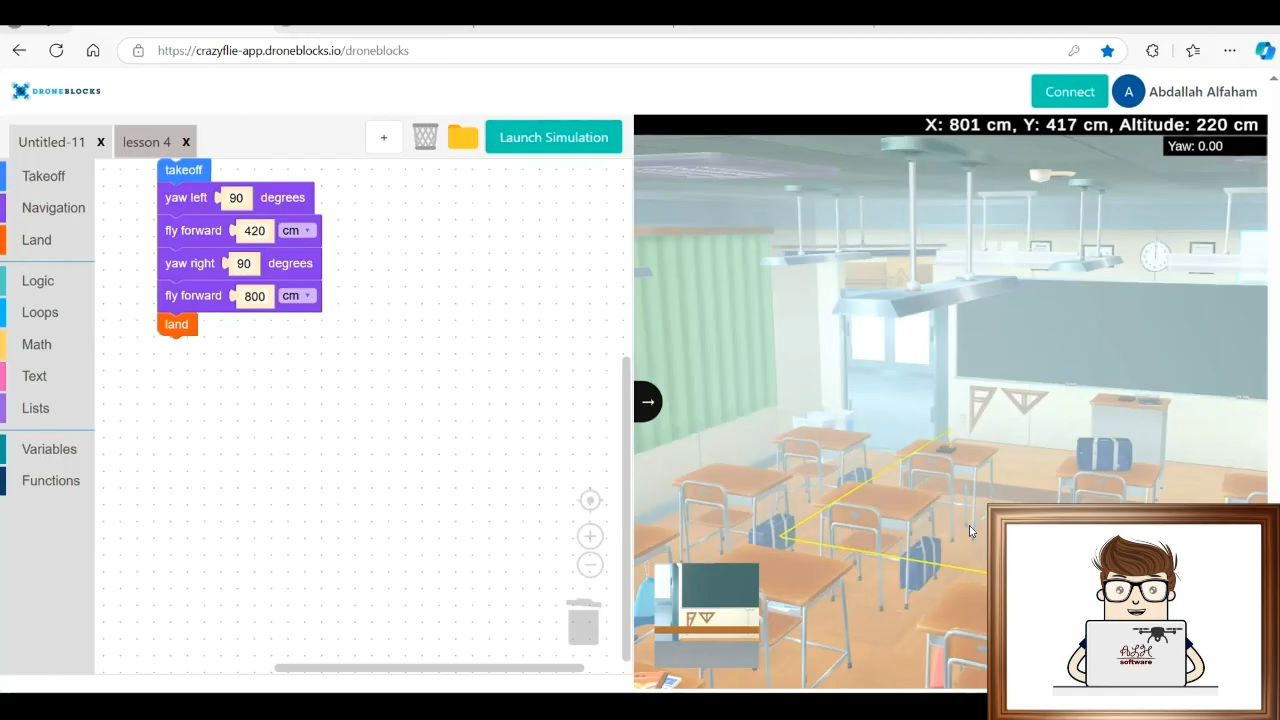 https://crazyflie-app.droneblocks.io/droneblocks
DRONEBLOCKS
Connect
A
Abdallah Alfaham
Untitled-11 x
lesson 4 x
+
Launch Simulation
X: 801 cm, Y: 417 cm, Altitude: 220 cm
Yaw: 0.00
Takeoff
Navigation
Land
Logic
Loops
Math
Text
Lists
Variables
Functions
takeoff
yaw left 90 degrees
fly forward 420 cm
yaw right 90 degrees
fly forward 800 cm
land
software